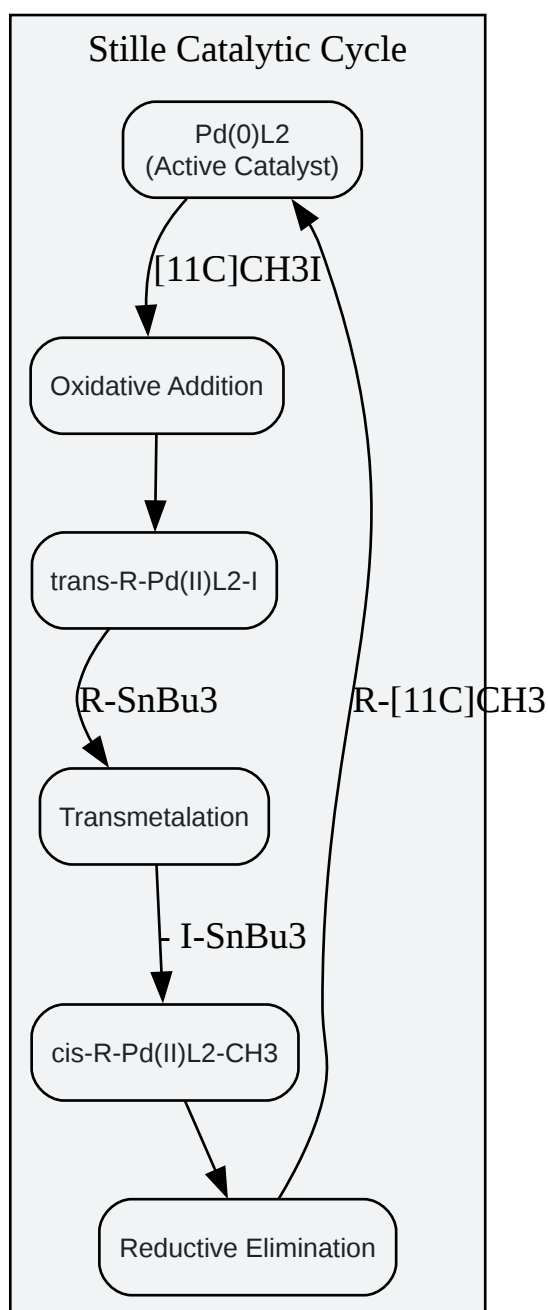 Stille Catalytic Cycle
Pd(0)L2
(Active Catalyst)
[11C]CH3I
Oxidative Addition
trans-R-Pd(II)L2-I
R-SnBu3
R-[11C]CH3
Transmetalation
- I-SnBu3
cis-R-Pd(II)L2-CH3
Reductive Elimination